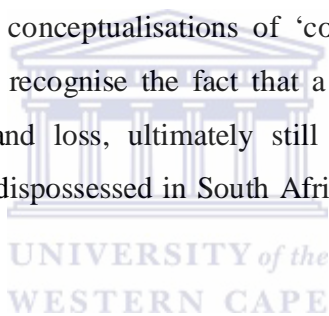 conceptualisations of ‘co
recognise the fact that a
and loss, ultimately still
dispossessed in South Afri
UNIVERSITY of the
WESTERN CAPE